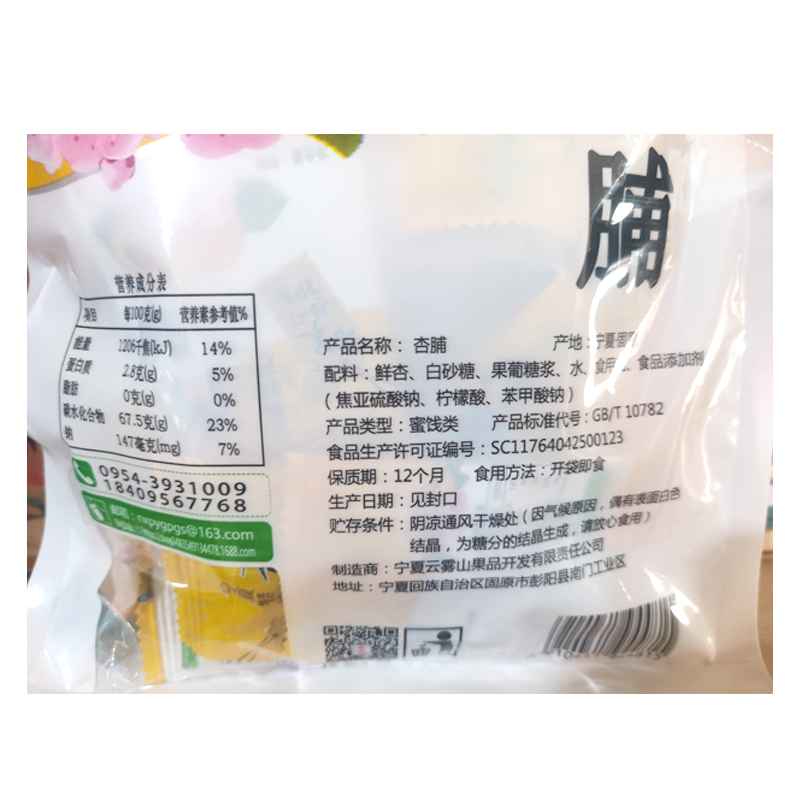 脯
营养成分表
项目 每100克(g) 营养素参考值%
能量 1206千焦(kJ) 14%
蛋白质 2.8克(g) 5%
脂肪 0克(g) 0%
碳水化合物 67.5克(g) 23%
钠 147毫克(mg) 7%
0954-3931009
18409567768
邮箱：nxpygpgs@163.com
产品名称：杏脯 产地：宁夏·固原
配料：鲜杏、白砂糖、果葡糖浆、水、食用盐、食品添加剂
（焦亚硫酸钠、柠檬酸、苯甲酸钠）
产品类型：蜜饯类 产品标准代号：GB/T 10782
食品生产许可证编号：SC11764042500123
保质期：12个月 食用方法：开袋即食
生产日期：见封口
贮存条件：阴凉通风干燥处（因气候原因，偶有表面白色
结晶，为糖分的结晶生成，请放心食用）
制造商：宁夏云雾山果品开发有限责任公司
地址：宁夏回族自治区固原市彭阳县南门工业区